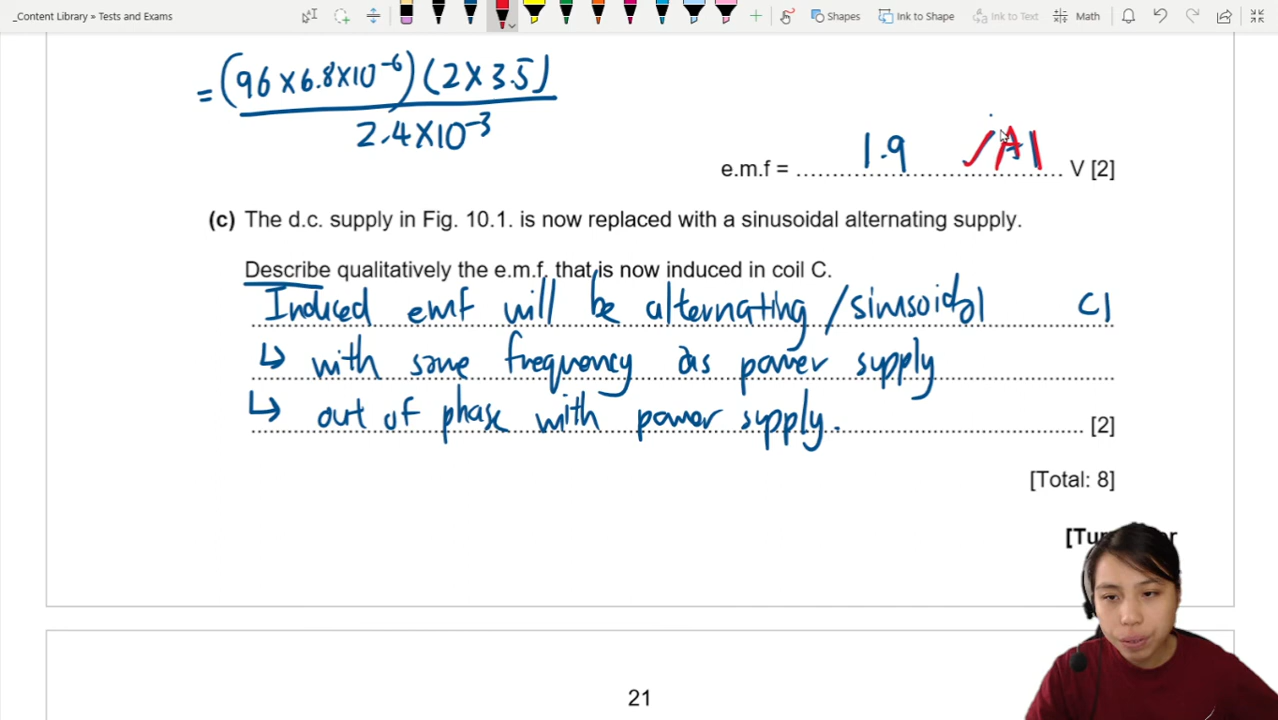 _Content Library » Tests and Exams
Shapes
Ink to Shape
Ink to Text
Math
= (96 × 6.8×10⁻⁶)(2 × 3.5)
2.4×10⁻³
e.m.f = 1.9 ✓A1 V [2]
(c) The d.c. supply in Fig. 10.1. is now replaced with a sinusoidal alternating supply.
Describe qualitatively the e.m.f. that is now induced in coil C.
Induced emf will be alternating / sinusoidal C1
↳ with same frequency as power supply
↳ out of phase with power supply. [2]
[Total: 8]
21